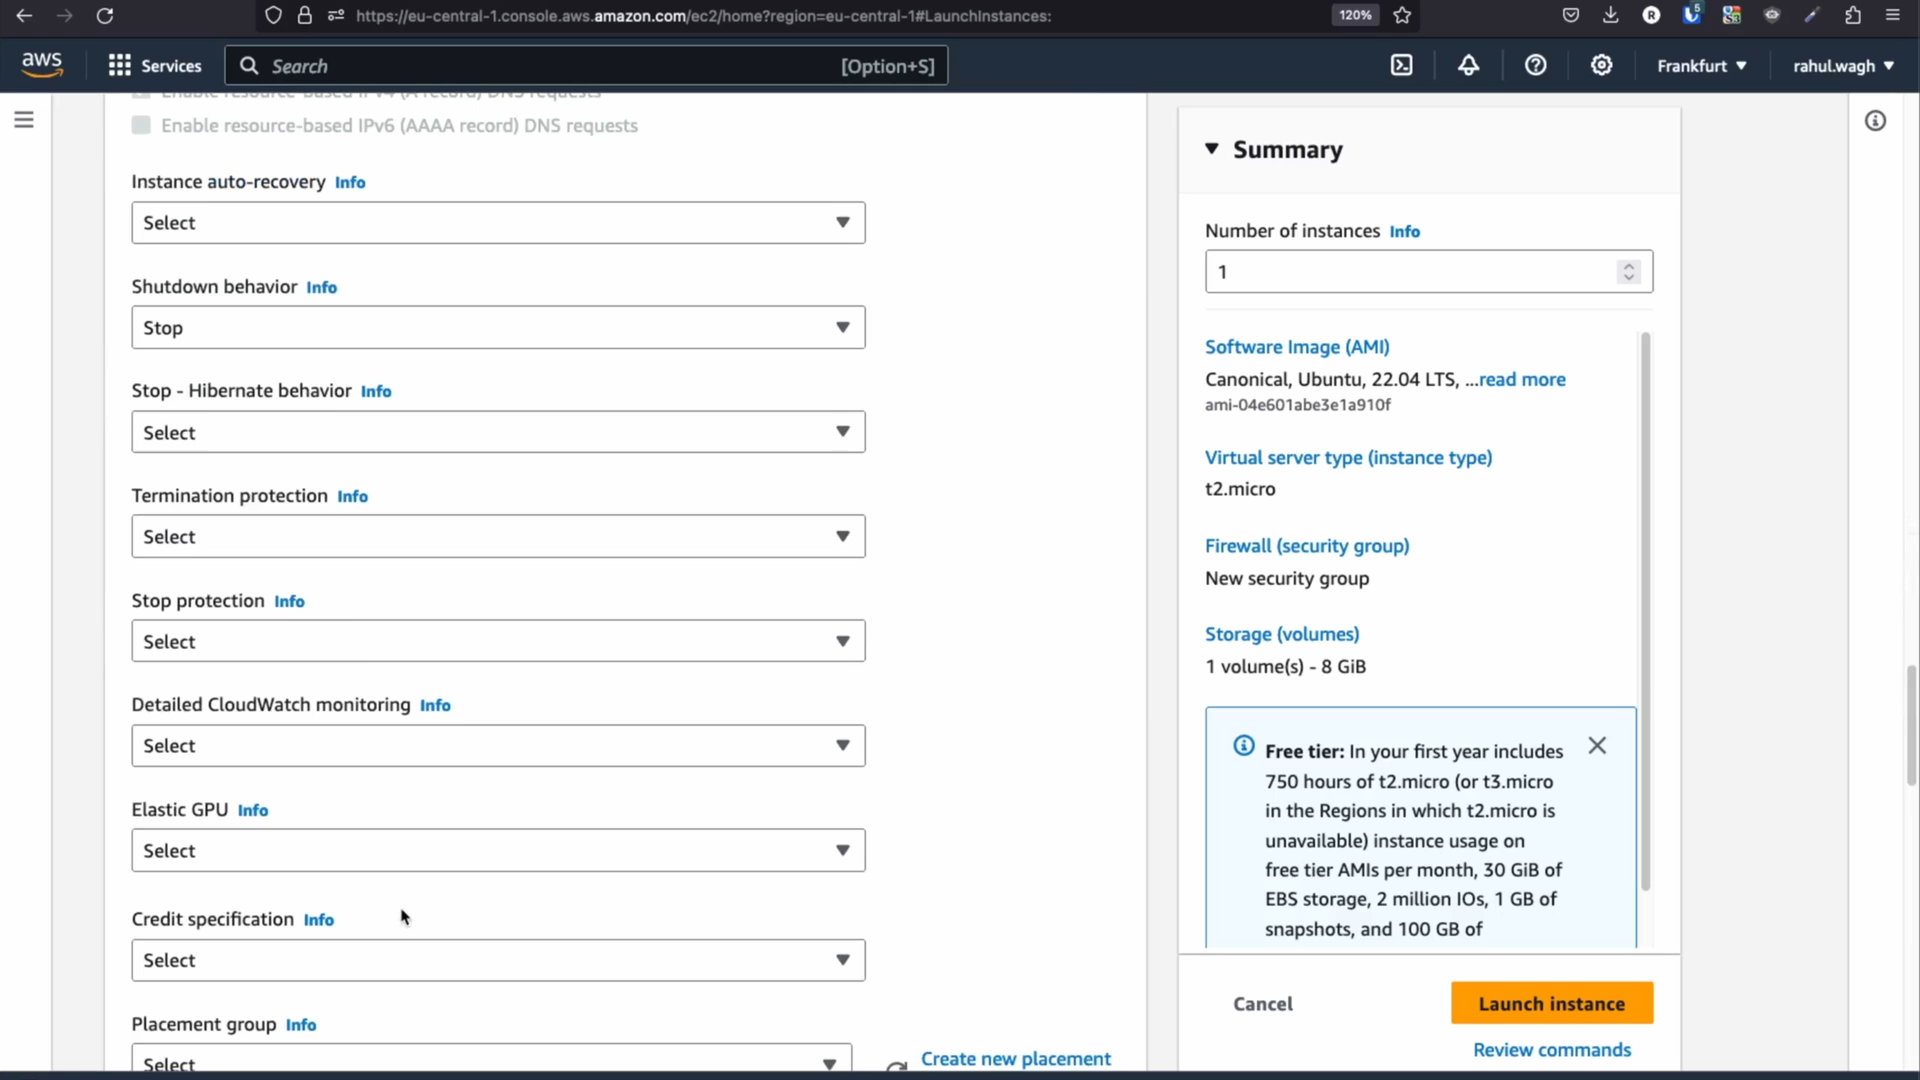 https://eu-central-1.console.aws.amazon.com/ec2/home?region=eu-central-1#LaunchInstances:
120%
R
5
aws
Services
Search
[Option+S]
Frankfurt
rahul.wagh
Enable resource-based IPv4 (A record) DNS requests
Enable resource-based IPv6 (AAAA record) DNS requests
Instance auto-recovery Info
Select
Shutdown behavior Info
Stop
Stop - Hibernate behavior Info
Select
Termination protection Info
Select
Stop protection Info
Select
Detailed CloudWatch monitoring Info
Select
Elastic GPU Info
Select
Credit specification Info
Select
Placement group Info
Select
Create new placement
Summary
Number of instances Info
1
Software Image (AMI)
Canonical, Ubuntu, 22.04 LTS, ...read more
ami-04e601abe3e1a910f
Virtual server type (instance type)
t2.micro
Firewall (security group)
New security group
Storage (volumes)
1 volume(s) - 8 GiB
Free tier: In your first year includes
750 hours of t2.micro (or t3.micro
in the Regions in which t2.micro is
unavailable) instance usage on
free tier AMIs per month, 30 GiB of
EBS storage, 2 million IOs, 1 GB of
snapshots, and 100 GB of
Cancel
Launch instance
Review commands